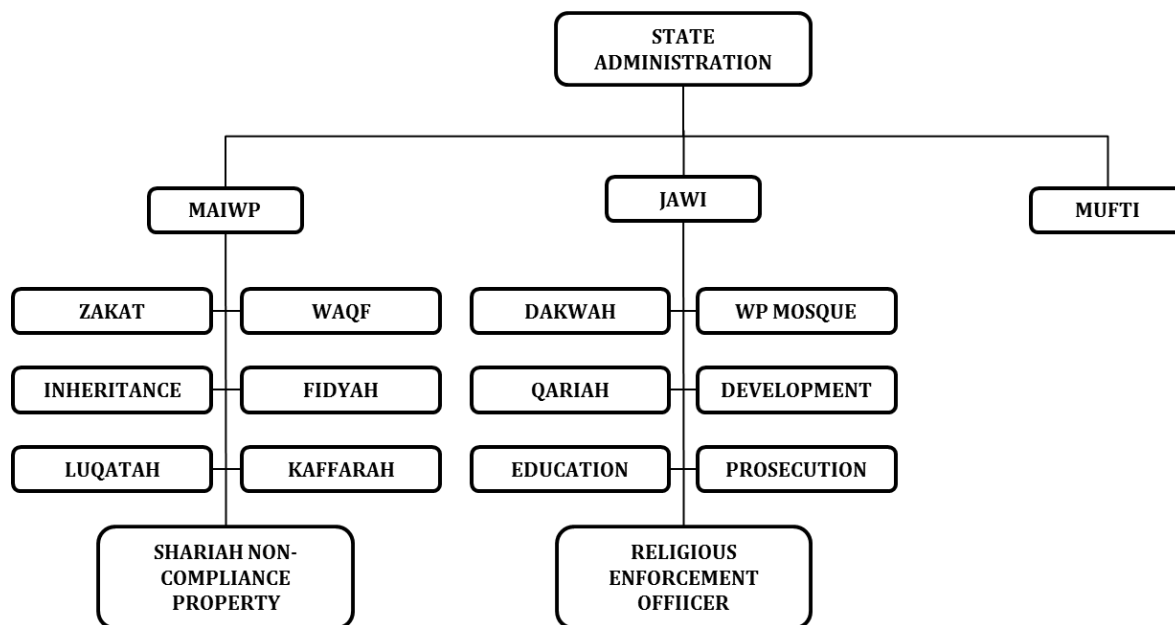 STATE
ADMINISTRATION
MAIWP
JAWI
MUFTI
ZAKAT
WAQF
DAKWAH
WP MOSQUE
INHERITANCE
FIDYAH
QARIAH
DEVELOPMENT
LUQATAH
KAFFARAH
EDUCATION
PROSECUTION
SHARIAH NON-
COMPLIANCE
PROPERTY
RELIGIOUS
ENFORCEMENT
OFFIICER